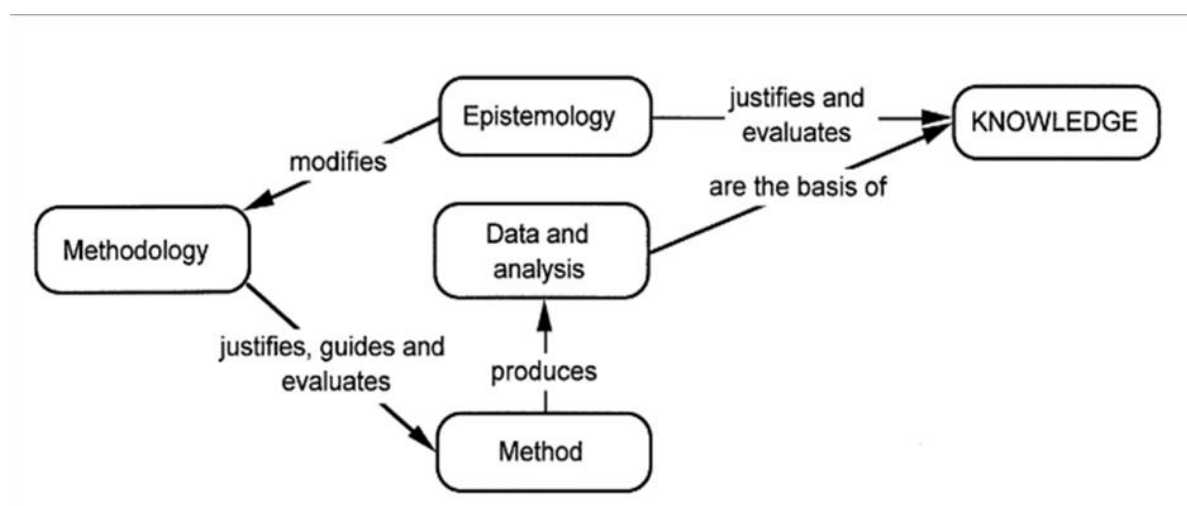 Epistemology
justifies and
evaluates
KNOWLEDGE
modifies
are the basis of
Methodology
Data and
analysis
justifies, guides and
evaluates
produces
Method